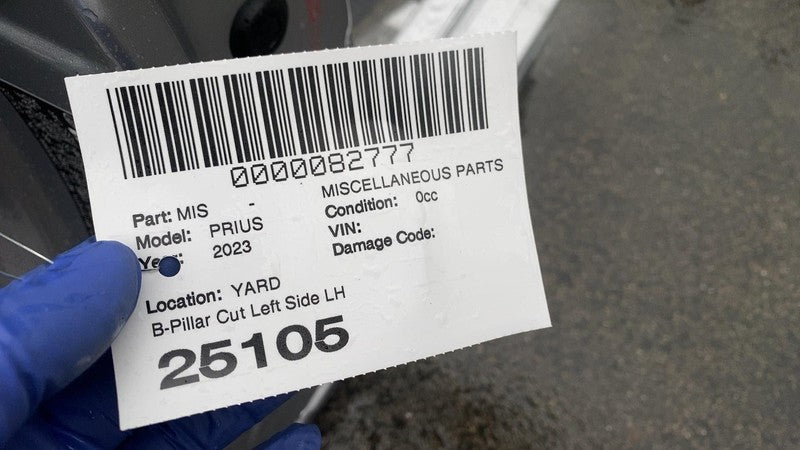 0000082777
MISCELLANEOUS PARTS
Part: MIS -
Condition: 0cc
Model: PRIUS
VIN:
Year: 2023
Damage Code:
Location: YARD
B-Pillar Cut Left Side LH
25105